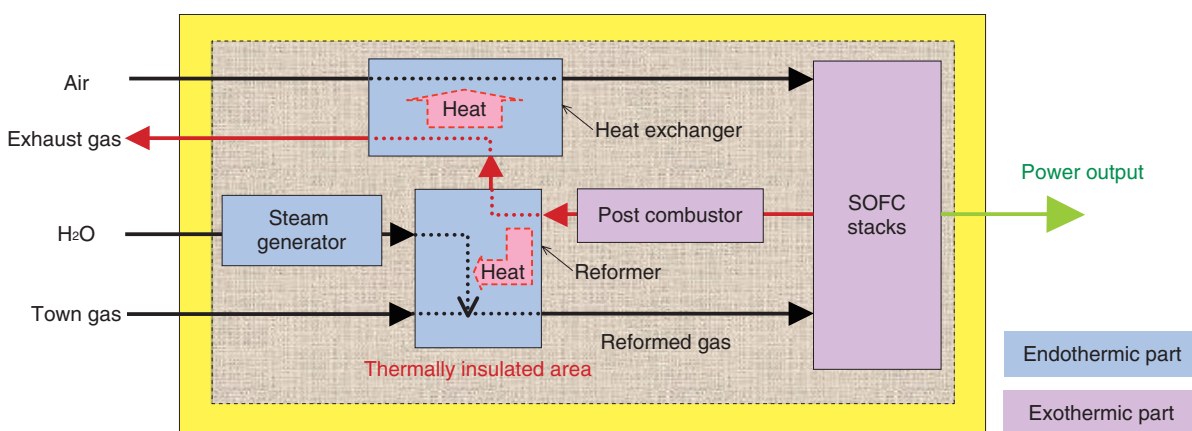 Air
Heat
Heat exchanger
Exhaust gas
Power output
Steam
generator
Post combustor
SOFC
stacks
H₂O
Heat
Reformer
Town gas
Reformed gas
Thermally insulated area
Endothermic part
Exothermic part